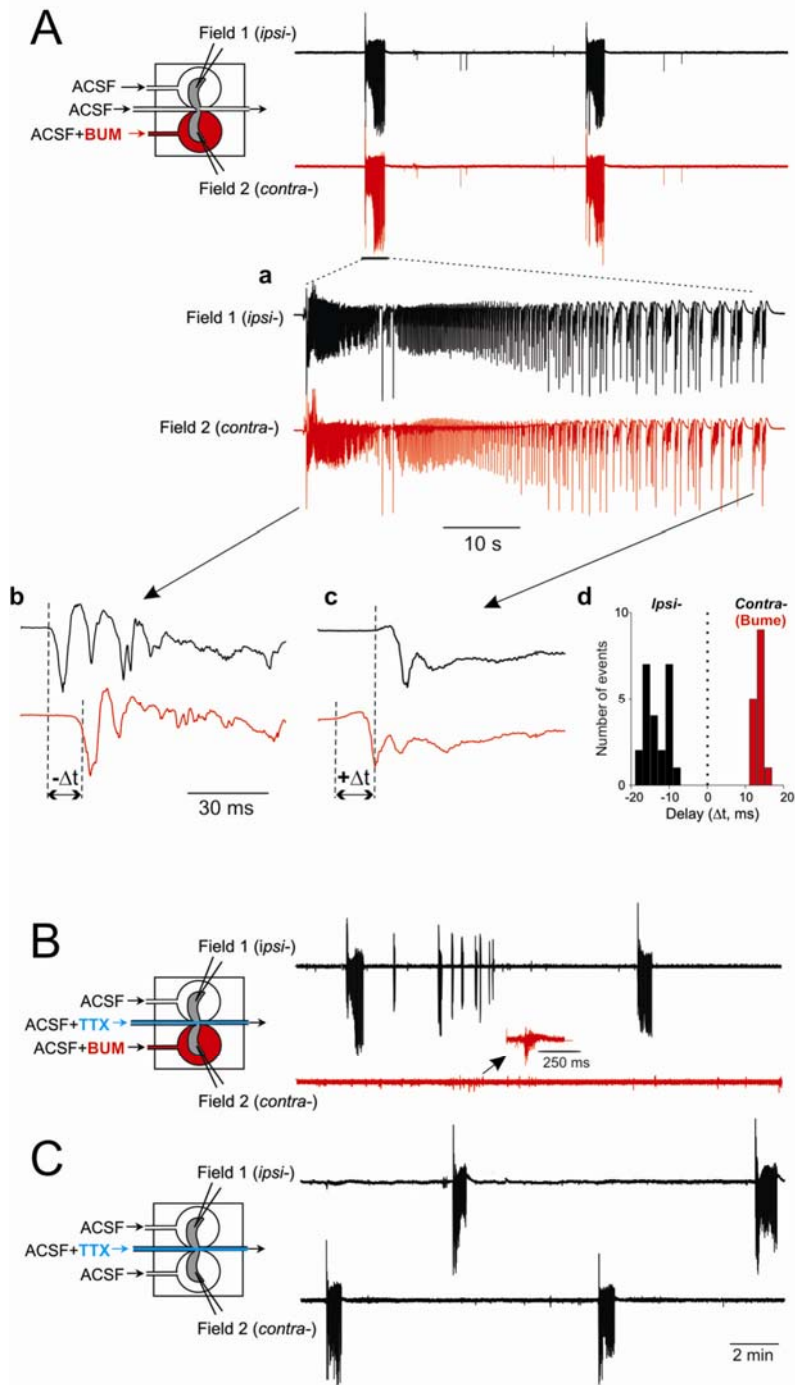 A
Field 1 (ipsi-)
ACSF
ACSF
ACSF+BUM
Field 2 (contra-)
a
Field 1 (ipsi-)
Field 2 (contra-)
10 s
b
-Δt
30 ms
c
+Δt
d
Ipsi-
Contra-
(Bume)
Number of events
10
5
0
-20
-10
0
10
20
Delay (Δt, ms)
B
Field 1 (ipsi-)
ACSF
ACSF+TTX
ACSF+BUM
Field 2 (contra-)
250 ms
C
Field 1 (ipsi-)
ACSF
ACSF+TTX
ACSF
Field 2 (contra-)
2 min